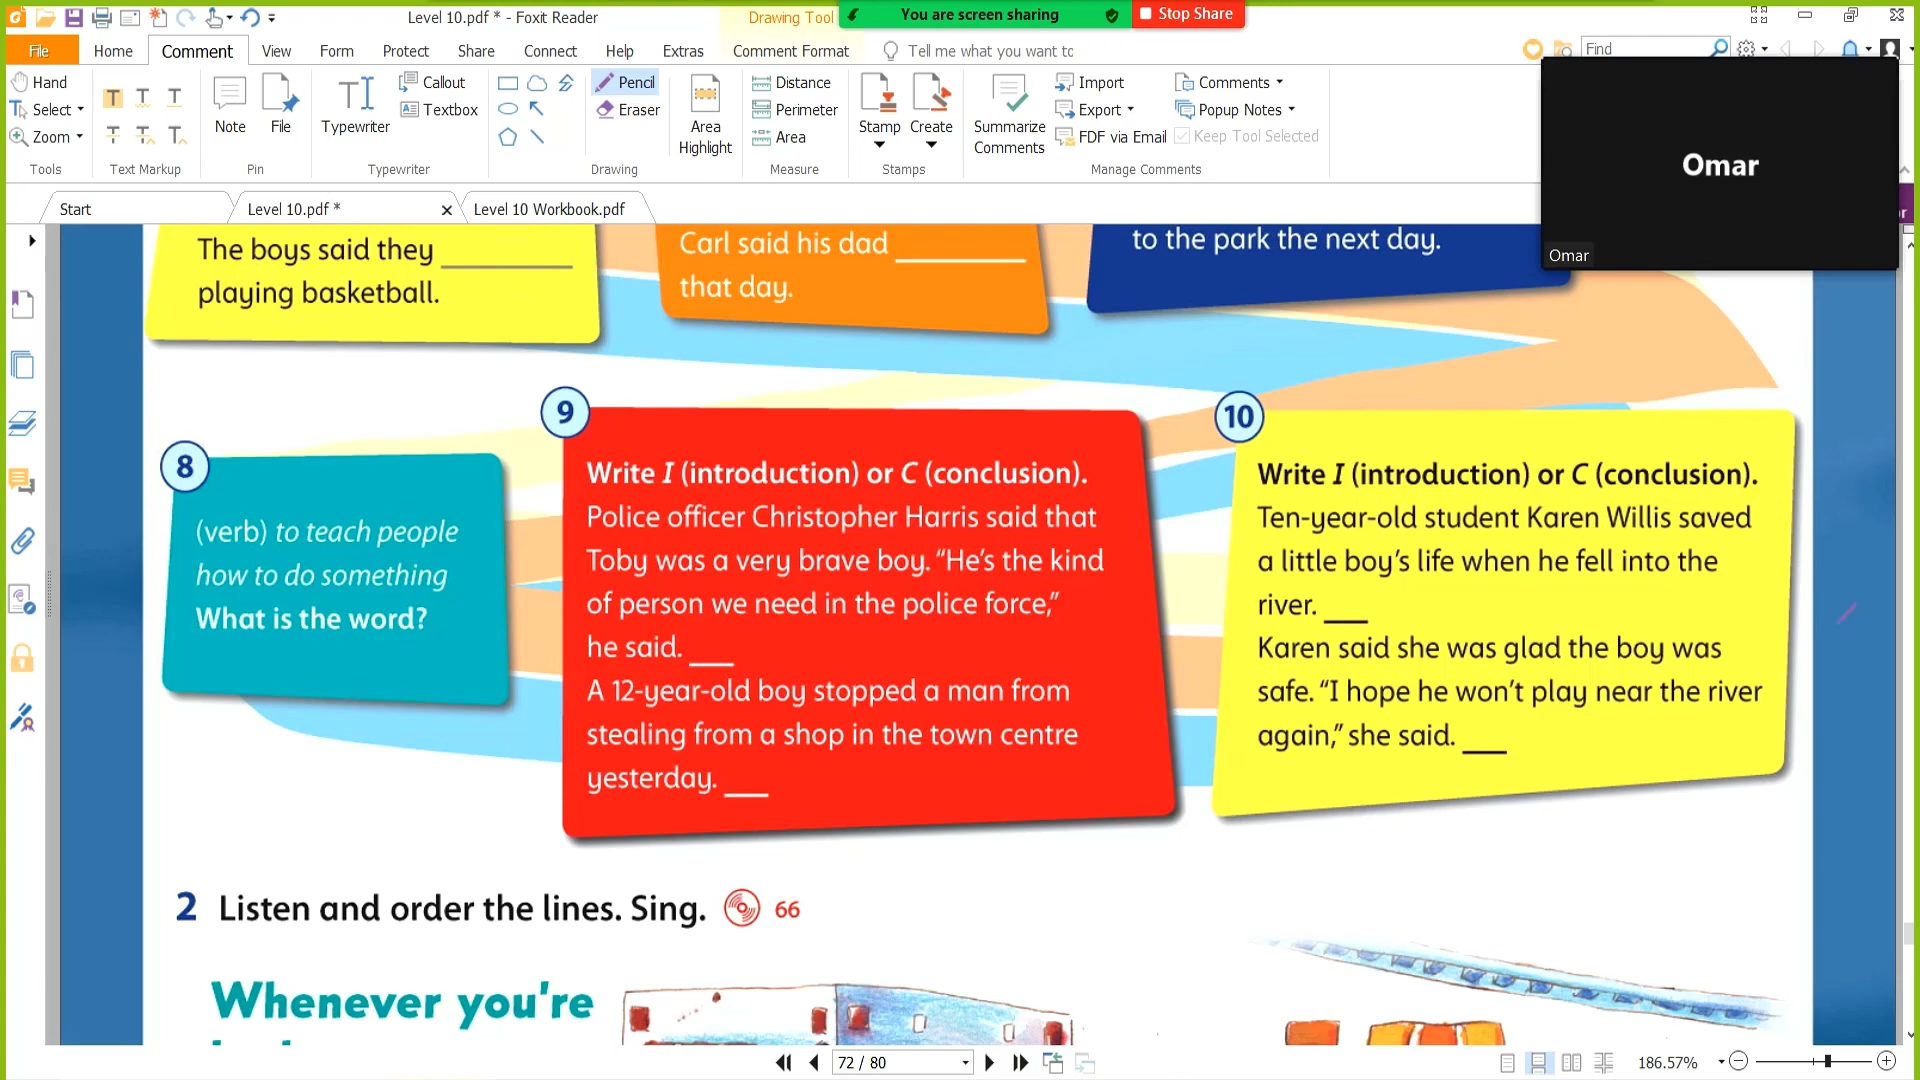 Level 10.pdf * - Foxit Reader
Drawing Tool
You are screen sharing
Stop Share
File
Home
Comment
View
Form
Protect
Share
Connect
Help
Extras
Comment Format
Tell me what you want to
Find
Hand
Select
Zoom
Tools
Text Markup
Note
File
Pin
Typewriter
Callout
Textbox
Typewriter
Pencil
Eraser
Area
Highlight
Drawing
Distance
Perimeter
Area
Measure
Stamp
Create
Stamps
Summarize
Comments
Import
Export
FDF via Email
Comments
Popup Notes
Keep Tool Selected
Manage Comments
Omar
Omar
Start
Level 10.pdf *
Level 10 Workbook.pdf
The boys said they __________
playing basketball.
Carl said his dad __________
that day.
to the park the next day.
8
(verb) to teach people
how to do something
What is the word?
9
Write I (introduction) or C (conclusion).
Police officer Christopher Harris said that
Toby was a very brave boy. “He’s the kind
of person we need in the police force,”
he said. ___
A 12-year-old boy stopped a man from
stealing from a shop in the town centre
yesterday. ___
10
Write I (introduction) or C (conclusion).
Ten-year-old student Karen Willis saved
a little boy’s life when he fell into the
river. ___
Karen said she was glad the boy was
safe. “I hope he won’t play near the river
again,” she said. ___
2 Listen and order the lines. Sing. 66
Whenever you're
72 / 80
186.57%